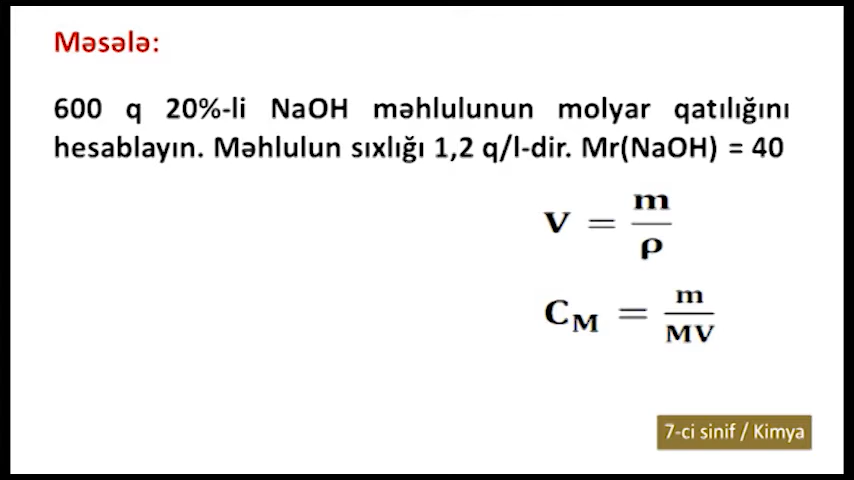 Məsələ:
600 q 20%-li NaOH məhlulunun molyar qatılığını
hesablayın. Məhlulun sıxlığı 1,2 q/l-dir. Mr(NaOH) = 40
V = m/ρ
C_M = m/MV
7-ci sinif / Kimya